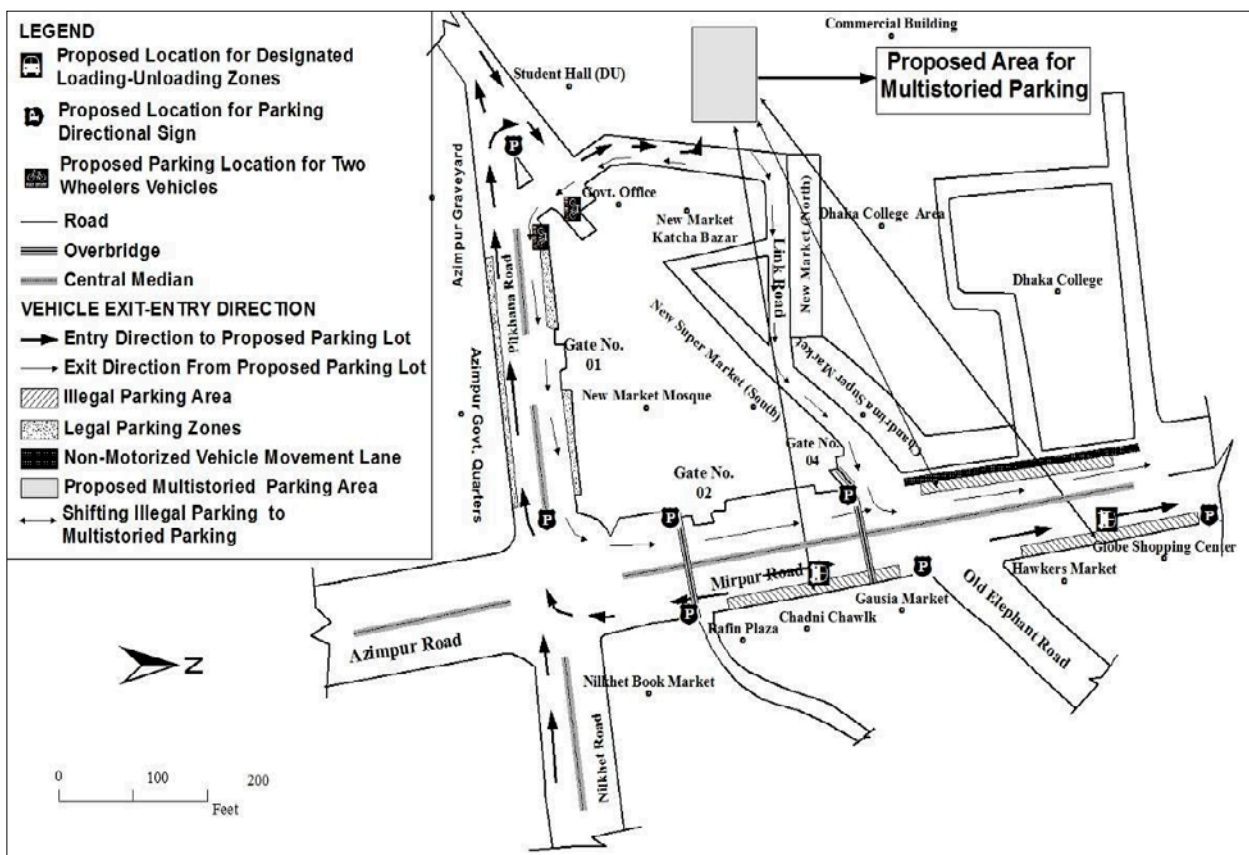 LEGEND
Proposed Location for Designated
Loading-Unloading Zones
Proposed Location for Parking
Directional Sign
Proposed Parking Location for Two
Wheelers Vehicles
Road
Overbridge
Central Median
VEHICLE EXIT-ENTRY DIRECTION
Entry Direction to Proposed Parking Lot
Exit Direction From Proposed Parking Lot
Illegal Parking Area
Legal Parking Zones
Non-Motorized Vehicle Movement Lane
Proposed Multistoried Parking Area
Shifting Illegal Parking to
Multistoried Parking
N
0 100 200
Feet
Commercial Building
Proposed Area for
Multistoried Parking
Student Hall (DU)
P
Azimpur Graveyard
Govt. Office
New Market
Katcha Bazar
Link Road
New Market (North)
Dhaka College Area
Dhaka College
Pilkhana Road
Azimpur Govt. Quarters
Gate No.
01
New Super Market (South)
Chandrima Super Market
New Market Mosque
Gate No.
04
Gate No.
02
P
P
P
P
P
P
Mirpur Road
Globe Shopping Center
Hawkers Market
Gausia Market
Chadni Chawlk
Rafin Plaza
Old Elephant Road
Azimpur Road
Nilkhet Book Market
Nilkhet Road